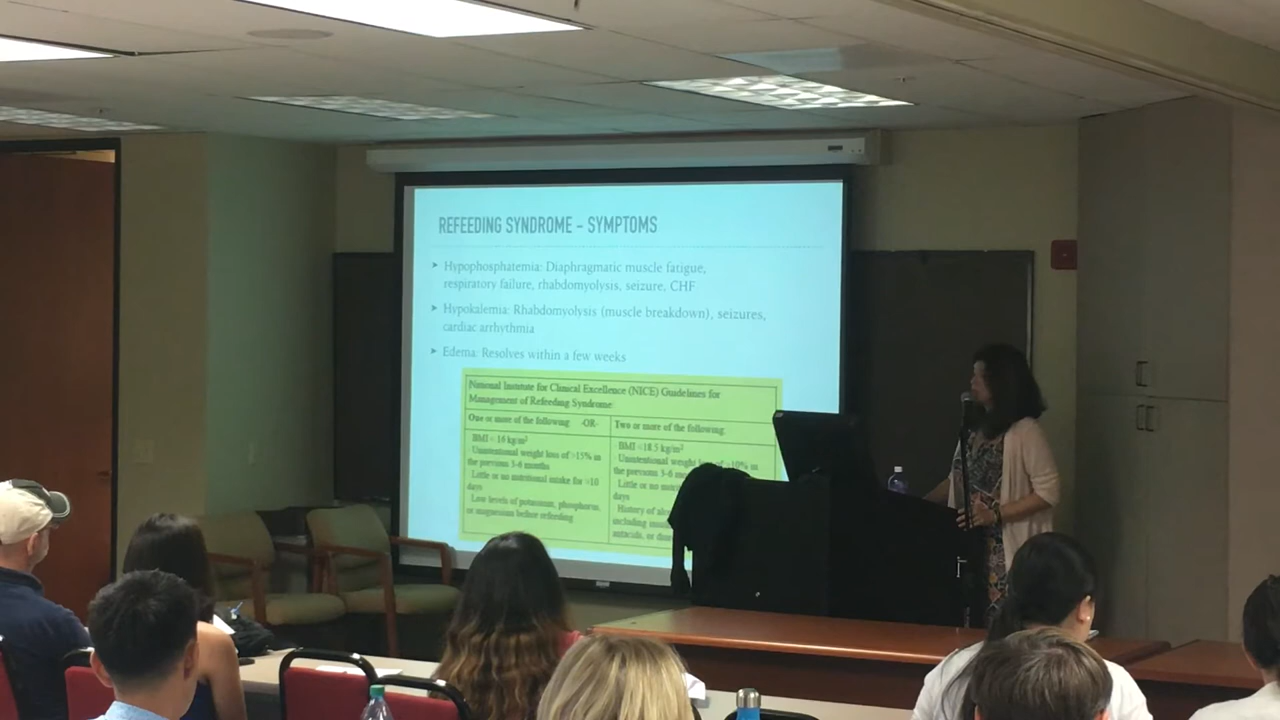 REFEEDING SYNDROME - SYMPTOMS
➤ Hypophosphatemia: Diaphragmatic muscle fatigue,
respiratory failure, rhabdomyolysis, seizure, CHF
➤ Hypokalemia: Rhabdomyolysis (muscle breakdown), seizures,
cardiac arrhythmia
➤ Edema: Resolves within a few weeks
National Institute for Clinical Excellence (NICE) Guidelines for
Management of Refeeding Syndrome
One or more of the following -OR-
BMI < 16 kg/m²
Unintentional weight loss of >15% in
the previous 3-6 months
Little or no nutritional intake for >10
days
Low levels of potassium, phosphorus,
or magnesium before refeeding
Two or more of the following
BMI <18.5 kg/m²
Unintentional weight loss of >10% in
the previous 3-6
Little or no
days
History of
including
antacids, or